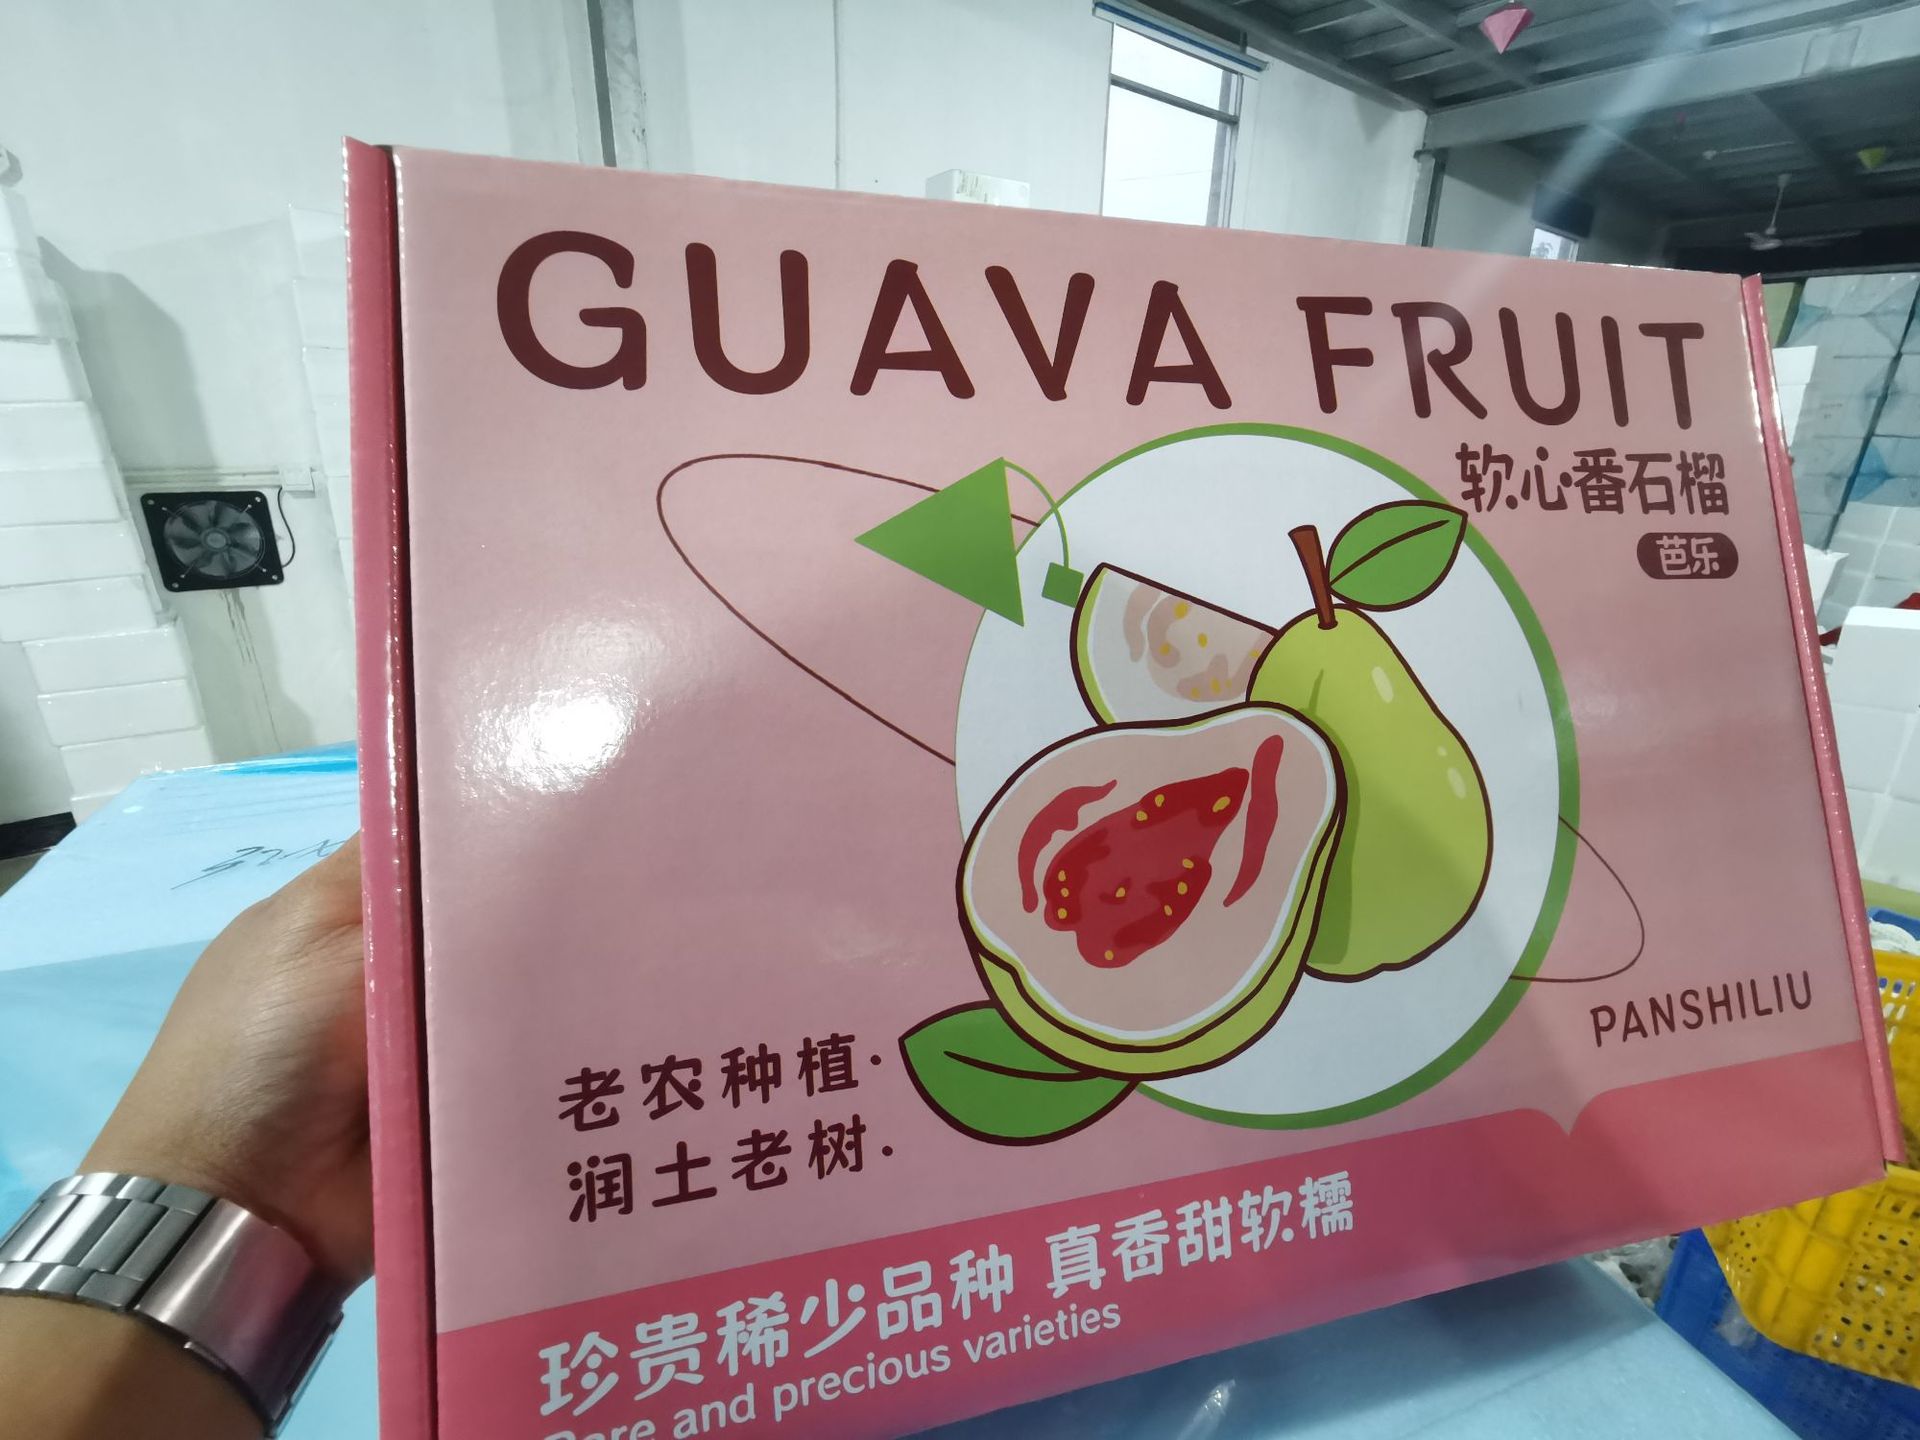 GUAVA FRUIT
软心番石榴
芭乐
PANSHILIU
老农种植·
润土老树·
珍贵稀少品种 真香甜软糯
Rare and precious varieties